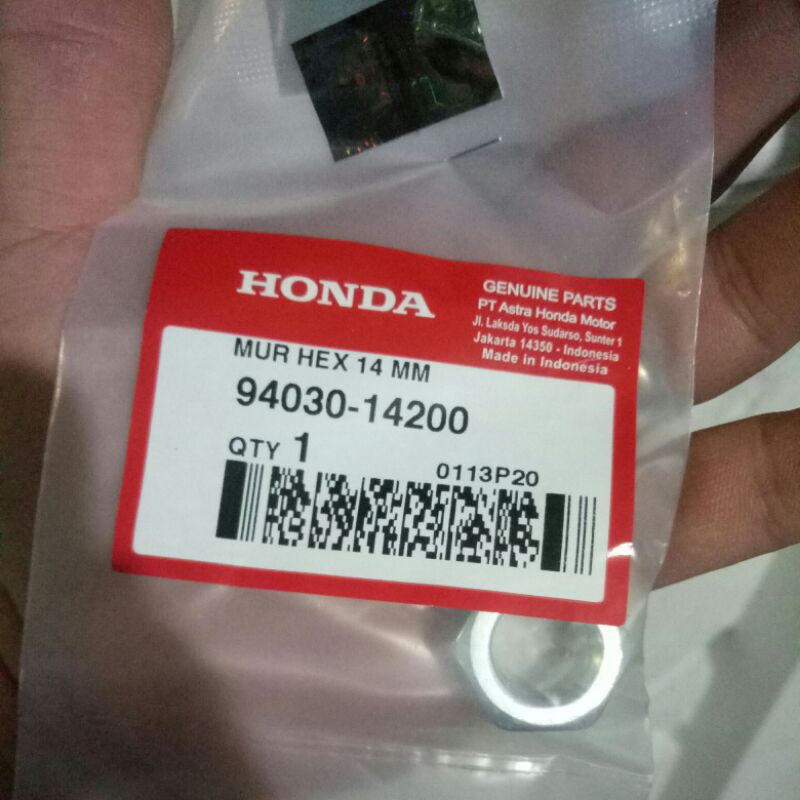 HONDA
GENUINE PARTS
PT Astra Honda Motor
Jl. Laksda Yos Sudarso, Sunter 1
Jakarta 14350 - Indonesia
Made in Indonesia
MUR HEX 14 MM
94030-14200
QTY 1
0113P20